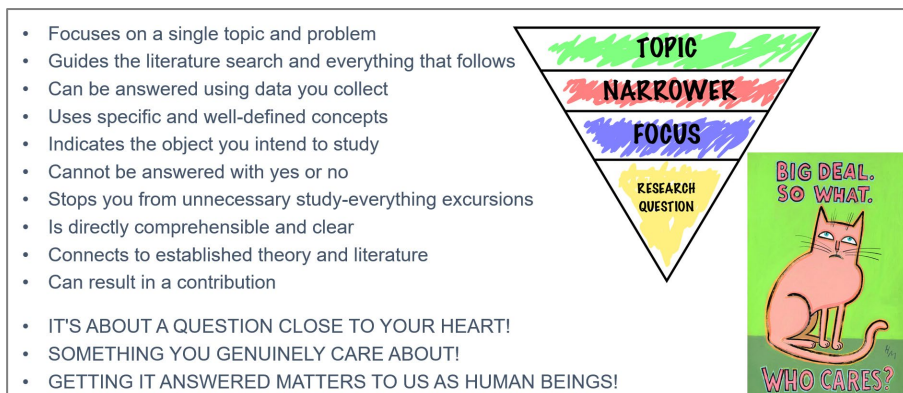 • Focuses on a single topic and problem
• Guides the literature search and everything that follows
• Can be answered using data you collect
• Uses specific and well-defined concepts
• Indicates the object you intend to study
• Cannot be answered with yes or no
• Stops you from unnecessary study-everything excursions
• Is directly comprehensible and clear
• Connects to established theory and literature
• Can result in a contribution
• IT'S ABOUT A QUESTION CLOSE TO YOUR HEART!
• SOMETHING YOU GENUINELY CARE ABOUT!
• GETTING IT ANSWERED MATTERS TO US AS HUMAN BEINGS!
TOPIC
NARROWER
FOCUS
RESEARCH
QUESTION
BIG DEAL.
SO WHAT.
WHO CARES?